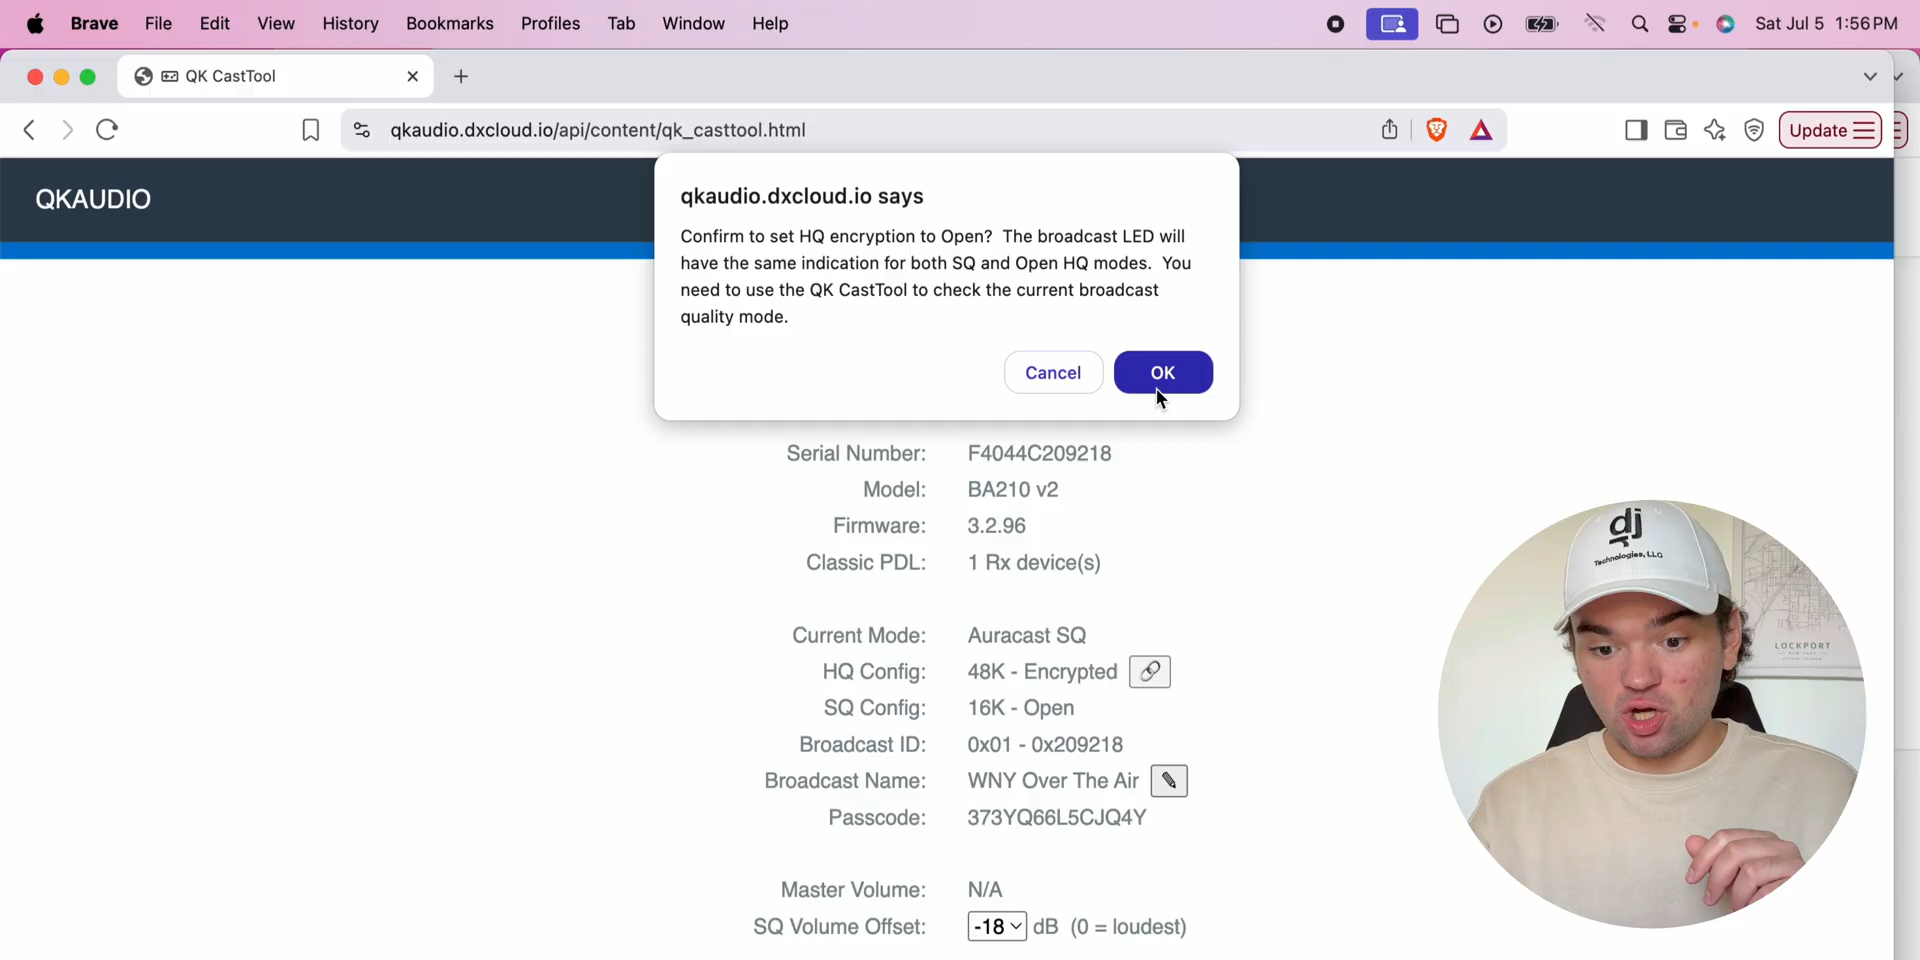 Brave File Edit View History Bookmarks Profiles Tab Window Help Sat Jul 5 1:56 PM
QK CastTool
qkaudio.dxcloud.io/api/content/qk_casttool.html Update
QKAUDIO
qkaudio.dxcloud.io says
Confirm to set HQ encryption to Open? The broadcast LED will
have the same indication for both SQ and Open HQ modes. You
need to use the QK CastTool to check the current broadcast
quality mode.
Cancel OK
Serial Number: F4044C209218
Model: BA210 v2
Firmware: 3.2.96
Classic PDL: 1 Rx device(s)
Current Mode: Auracast SQ
HQ Config: 48K - Encrypted
SQ Config: 16K - Open
Broadcast ID: 0x01 - 0x209218
Broadcast Name: WNY Over The Air
Passcode: 373YQ66L5CJQ4Y
Master Volume: N/A
SQ Volume Offset: -18 dB (0 = loudest)
dj
Technologies, LLC
LOCKPORT